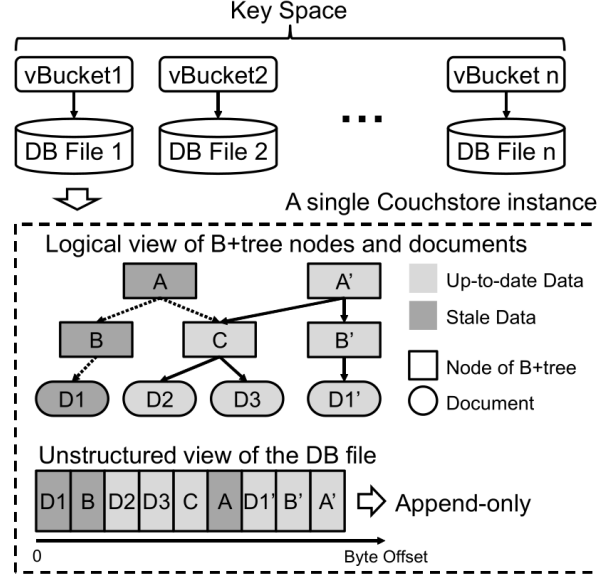 Key Space
vBucket1 vBucket2 ... vBucket n
DB File 1 DB File 2 DB File n
A single Couchstore instance
Logical view of B+tree nodes and documents
A A' Up-to-date Data
B C B' Stale Data
Node of B+tree
D1 D2 D3 D1' Document
Unstructured view of the DB file
D1 B D2 D3 C A D1' B' A' Append-only
0 Byte Offset